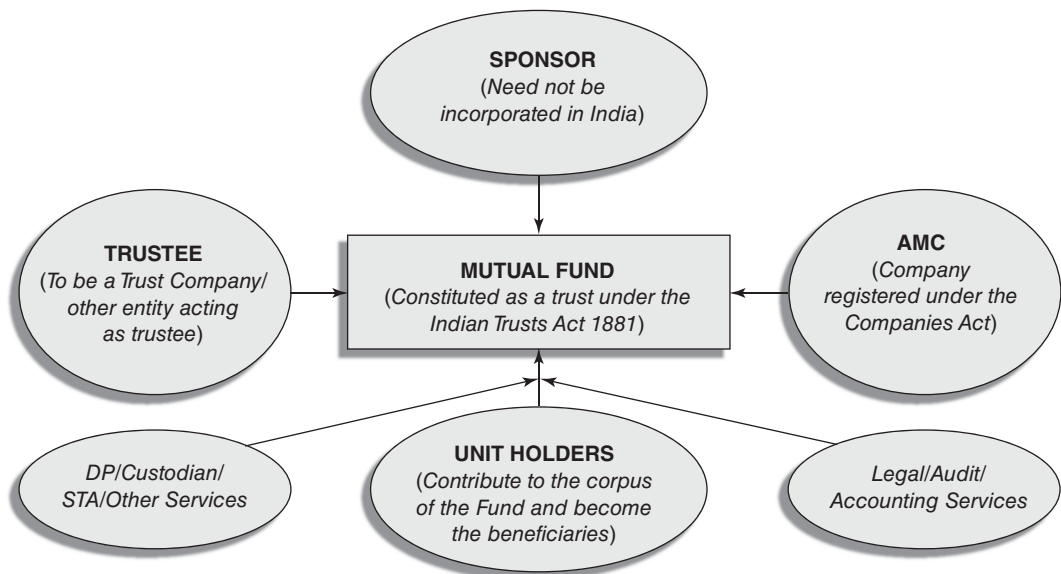 SPONSOR
(Need not be
incorporated in India)
TRUSTEE
(To be a Trust Company/
other entity acting
as trustee)
MUTUAL FUND
(Constituted as a trust under the
Indian Trusts Act 1881)
AMC
(Company
registered under the
Companies Act)
DP/Custodian/
STA/Other Services
UNIT HOLDERS
(Contribute to the corpus
of the Fund and become
the beneficiaries)
Legal/Audit/
Accounting Services